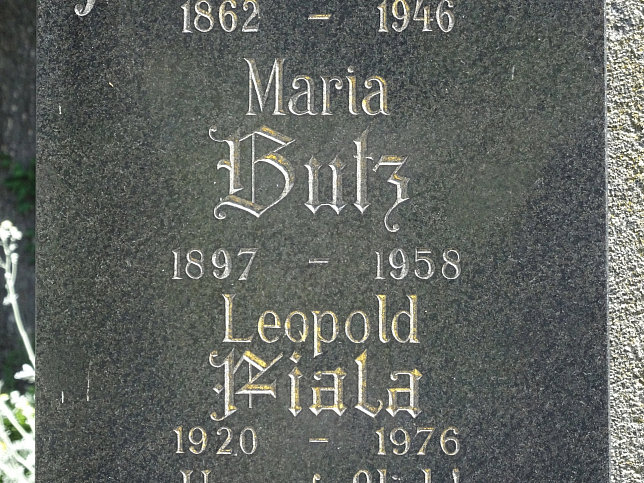 1862 – 1946
Maria
Butz
1897 – 1958
Leopold
Fiala
1920 – 1976